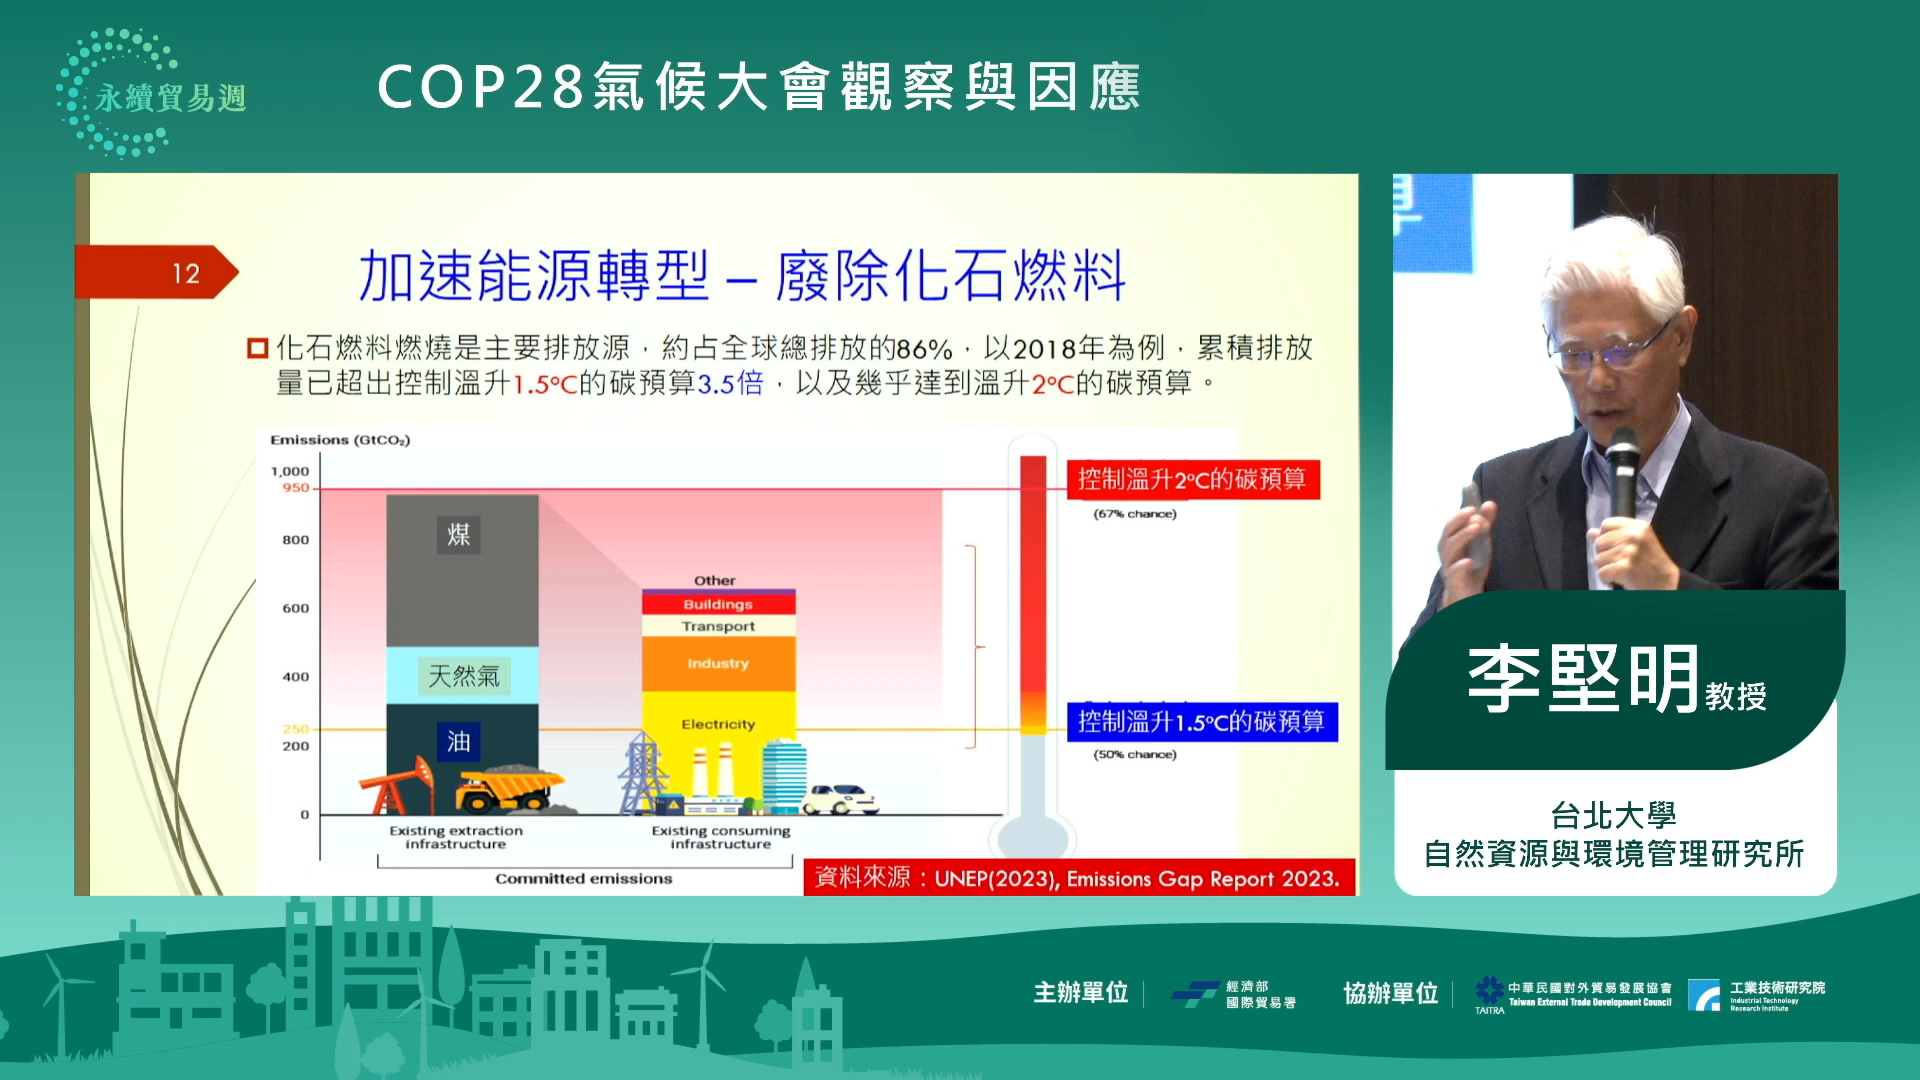 永續貿易週
COP28氣候大會觀察與因應
12
加速能源轉型 – 廢除化石燃料
化石燃料燃燒是主要排放源，約占全球總排放的86%，以2018年為例，累積排放
量已超出控制溫升1.5°C的碳預算3.5倍，以及幾乎達到溫升2°C的碳預算。
Emissions (GtCO₂)
1,000
950
800
600
400
250
200
0
煤
天然氣
油
Other
Buildings
Transport
Industry
Electricity
Existing extraction
infrastructure
Existing consuming
infrastructure
Committed emissions
控制溫升2°C的碳預算
(67% chance)
控制溫升1.5°C的碳預算
(50% chance)
資料來源：UNEP(2023), Emissions Gap Report 2023.
李堅明教授
台北大學
自然資源與環境管理研究所
主辦單位
經濟部
國際貿易署
協辦單位
TAITRA
中華民國對外貿易發展協會
Taiwan External Trade Development Council
工業技術研究院
Industrial Technology
Research Institute